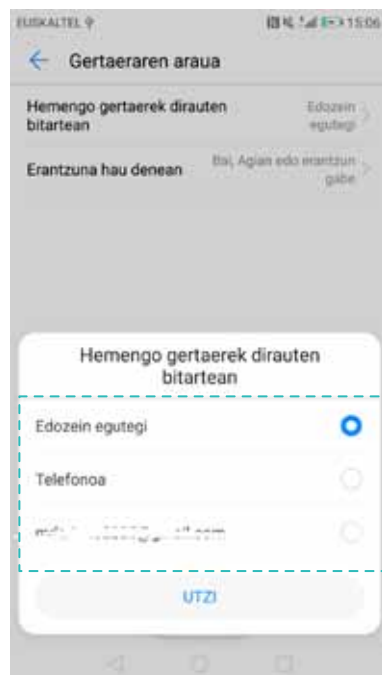 EUSKALTEL
15:06
Gertaeraren araua
Hemengo gertaerek dirauten
bitartean
Edozein
egutegi
Erantzuna hau denean
Bai, Agian edo erantzun
gabe
Hemengo gertaerek dirauten
bitartean
Edozein egutegi
Telefonoa
UTZI